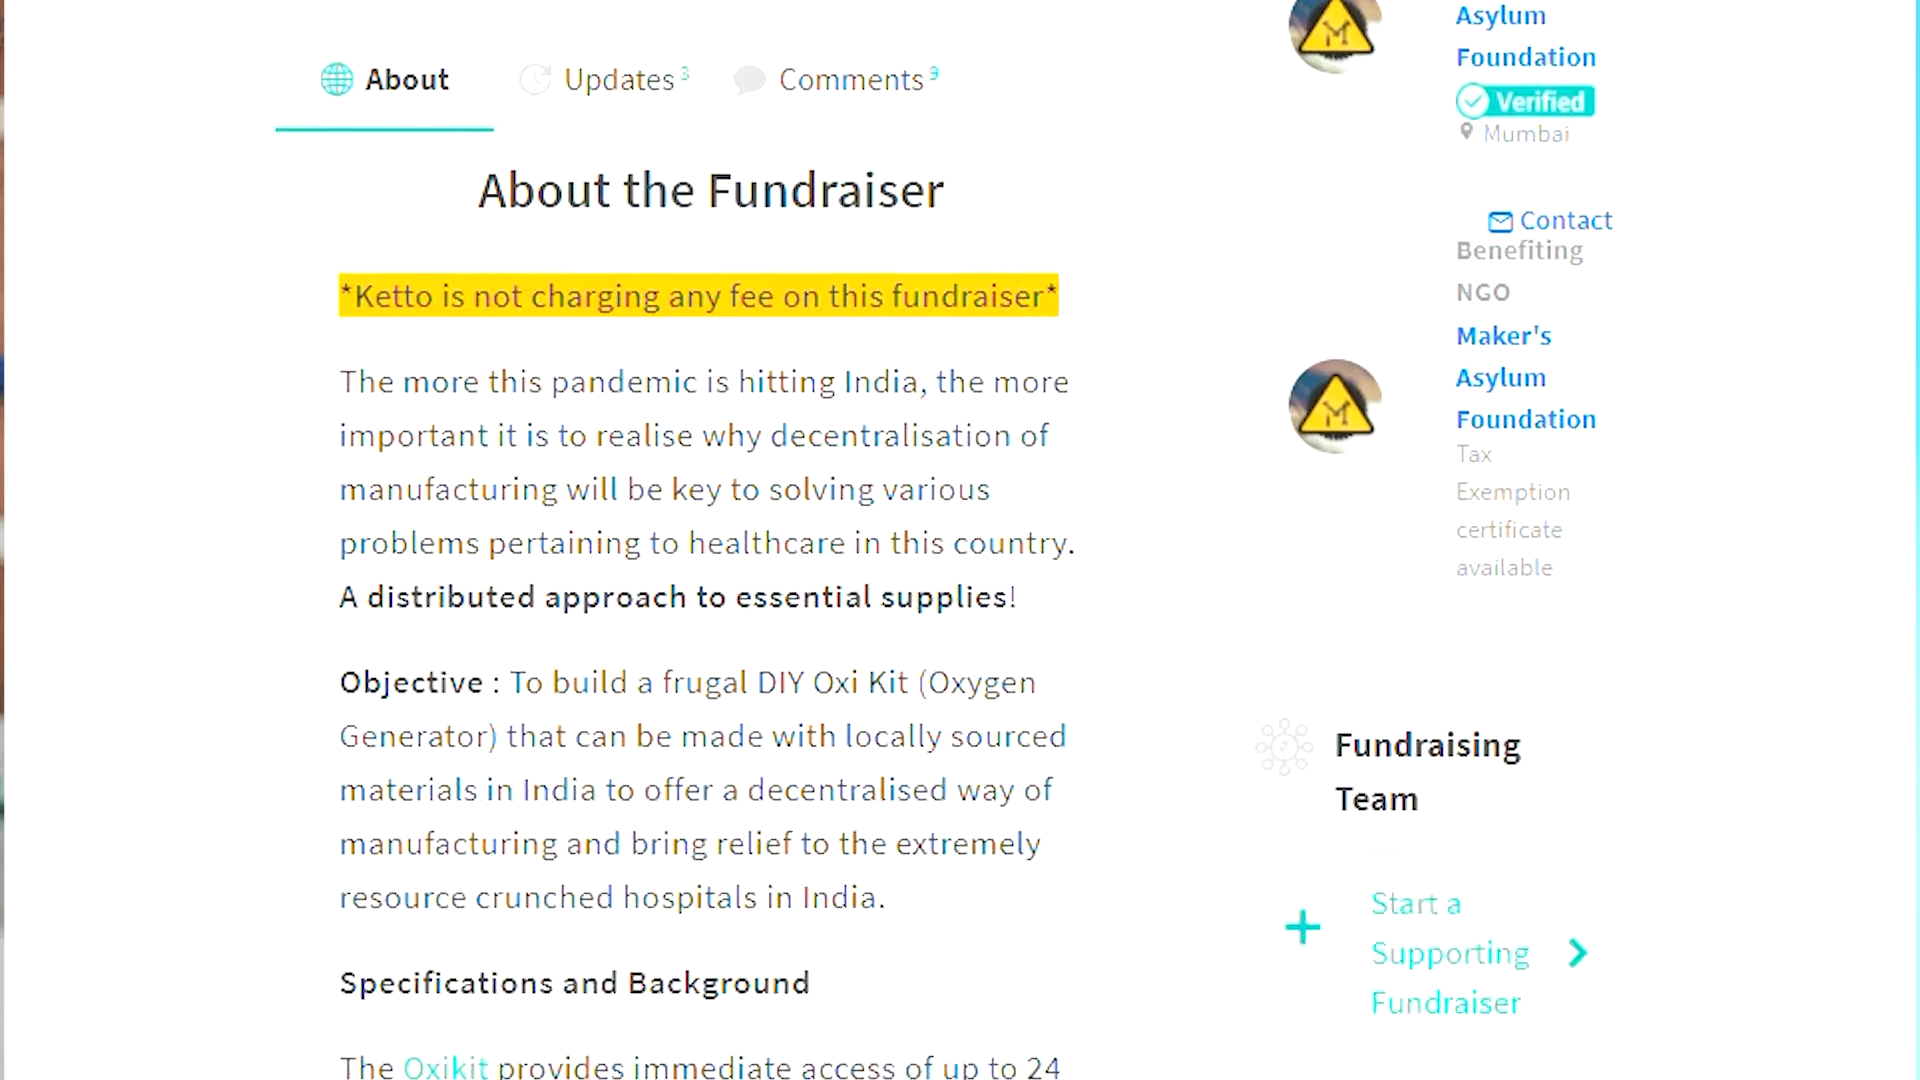 About
Updates 3
Comments 9
About the Fundraiser
*Ketto is not charging any fee on this fundraiser*
The more this pandemic is hitting India, the more
important it is to realise why decentralisation of
manufacturing will be key to solving various
problems pertaining to healthcare in this country.
A distributed approach to essential supplies!
Objective : To build a frugal DIY Oxi Kit (Oxygen
Generator) that can be made with locally sourced
materials in India to offer a decentralised way of
manufacturing and bring relief to the extremely
resource crunched hospitals in India.
Specifications and Background
The Oxikit provides immediate access of up to 24
Asylum
Foundation
Verified
Mumbai
Contact
Benefiting
NGO
Maker's
Asylum
Foundation
Tax
Exemption
certificate
available
Fundraising
Team
Start a
Supporting
Fundraiser